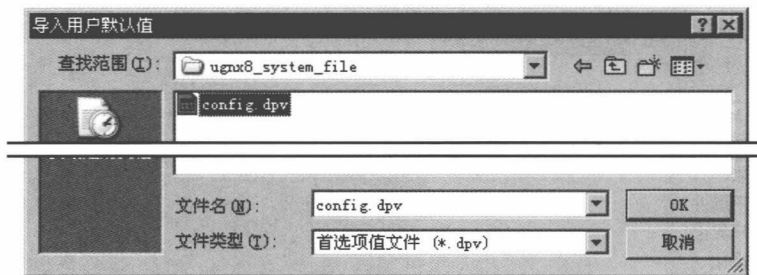 导入用户默认值
查找范围(I): ugnx8_system_file
config.dpv
文件名(N): config.dpv OK
文件类型(T): 首选项值文件 (*.dpv) 取消